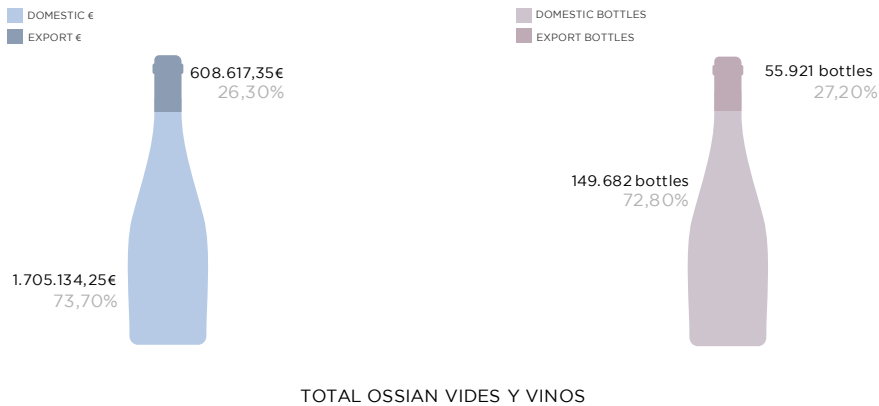 DOMESTIC €
EXPORT €
608.617,35€
26,30%
1.705.134,25€
73,70%
DOMESTIC BOTTLES
EXPORT BOTTLES
55.921 bottles
27,20%
149.682 bottles
72,80%
TOTAL OSSIAN VIDES Y VINOS